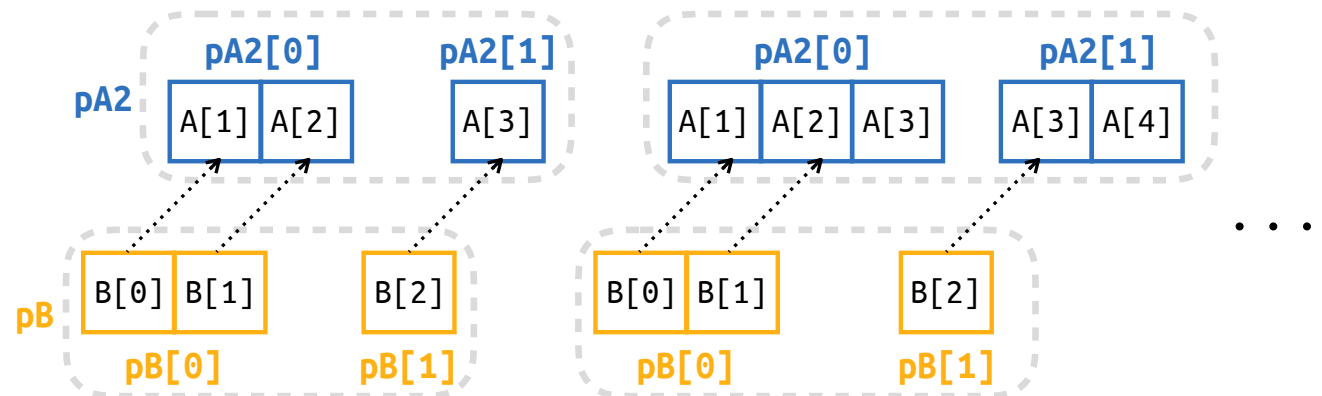 pA2[0] pA2[1] pA2[0] pA2[1]
pA2 A[1] A[2] A[3] A[1] A[2] A[3] A[3] A[4]
. . .
pB B[0] B[1] B[2] B[0] B[1] B[2]
pB[0] pB[1] pB[0] pB[1]